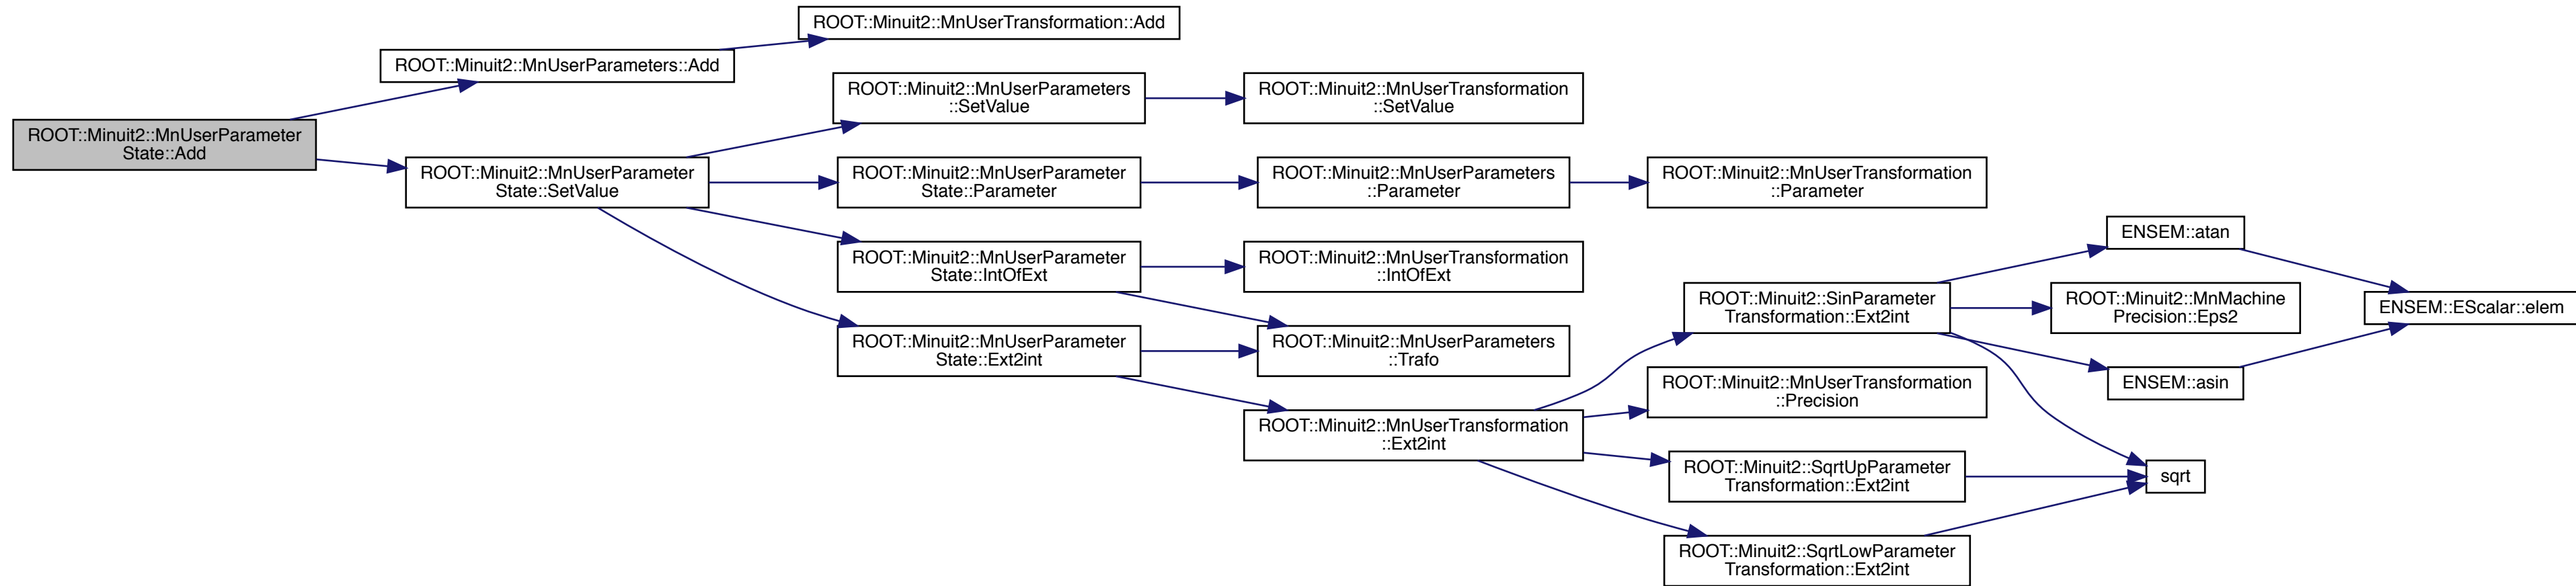 ROOT::Minuit2::MnUserParameter
State::Add
ROOT::Minuit2::MnUserParameters::Add
ROOT::Minuit2::MnUserTransformation::Add
ROOT::Minuit2::MnUserParameter
State::SetValue
ROOT::Minuit2::MnUserParameters
::SetValue
ROOT::Minuit2::MnUserTransformation
::SetValue
ROOT::Minuit2::MnUserParameter
State::Parameter
ROOT::Minuit2::MnUserParameters
::Parameter
ROOT::Minuit2::MnUserTransformation
::Parameter
ROOT::Minuit2::MnUserParameter
State::IntOfExt
ROOT::Minuit2::MnUserTransformation
::IntOfExt
ROOT::Minuit2::MnUserParameter
State::Ext2int
ROOT::Minuit2::MnUserParameters
::Trafo
ROOT::Minuit2::MnUserTransformation
::Ext2int
ROOT::Minuit2::SinParameter
Transformation::Ext2int
ROOT::Minuit2::MnUserTransformation
::Precision
ROOT::Minuit2::SqrtUpParameter
Transformation::Ext2int
ROOT::Minuit2::SqrtLowParameter
Transformation::Ext2int
ENSEM::atan
ROOT::Minuit2::MnMachine
Precision::Eps2
ENSEM::asin
sqrt
ENSEM::EScalar::elem